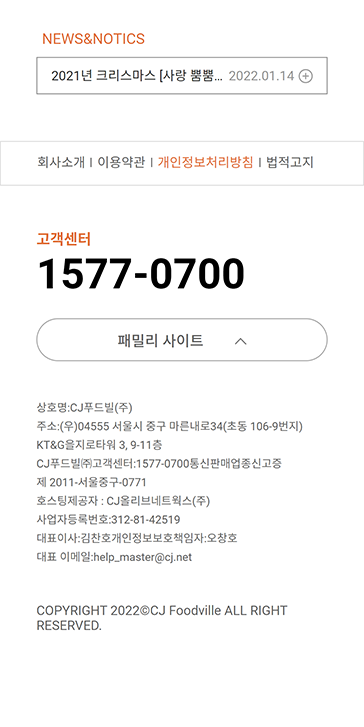 NEWS&NOTICS
2021년 크리스마스 [사랑 뿜뿜... 2022.01.14
회사소개 I 이용약관 I 개인정보처리방침 I 법적고지
고객센터
1577-0700
패밀리 사이트
상호명:CJ푸드빌(주)
주소:(우)04555 서울시 중구 마른내로34(초동 106-9번지)
KT&G을지로타워 3, 9-11층
CJ푸드빌㈜고객센터:1577-0700통신판매업종신고증
제 2011-서울중구-0771
호스팅제공자 : CJ올리브네트웍스(주)
사업자등록번호:312-81-42519
대표이사:김찬호개인정보보호책임자:오창호
대표 이메일:help_master@cj.net
COPYRIGHT 2022©CJ Foodville ALL RIGHT
RESERVED.